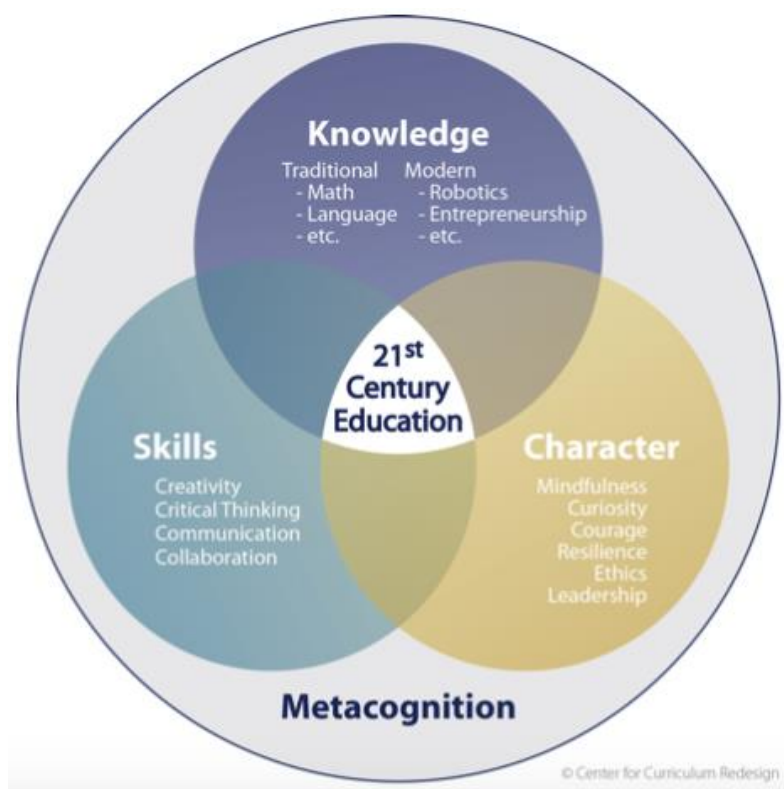 Knowledge
Traditional Modern
- Math - Robotics
- Language - Entrepreneurship
- etc. - etc.
21st
Century
Education
Skills
Creativity
Critical Thinking
Communication
Collaboration
Character
Mindfulness
Curiosity
Courage
Resilience
Ethics
Leadership
Metacognition
© Center for Curriculum Redesign